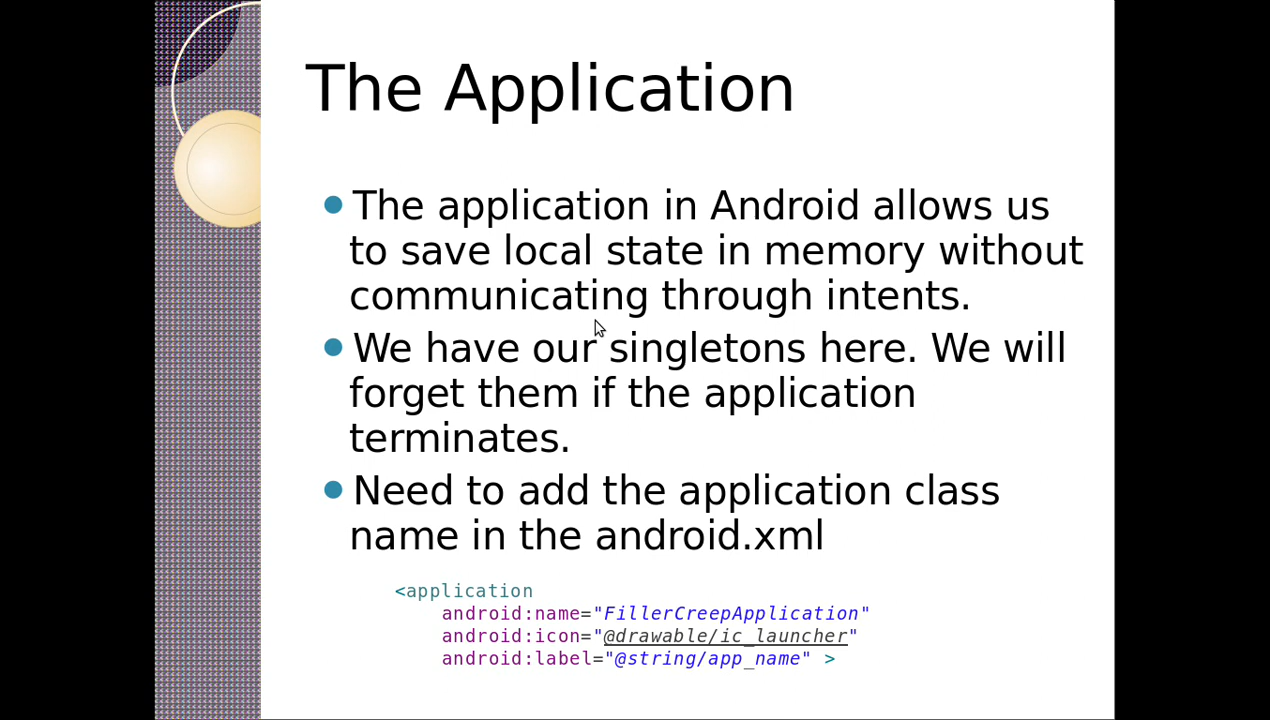 The Application
The application in Android allows us
to save local state in memory without
communicating through intents.
We have our singletons here. We will
forget them if the application
terminates.
Need to add the application class
name in the android.xml
<application
android:name="FillerCreepApplication"
android:icon="@drawable/ic_launcher"
android:label="@string/app_name" >